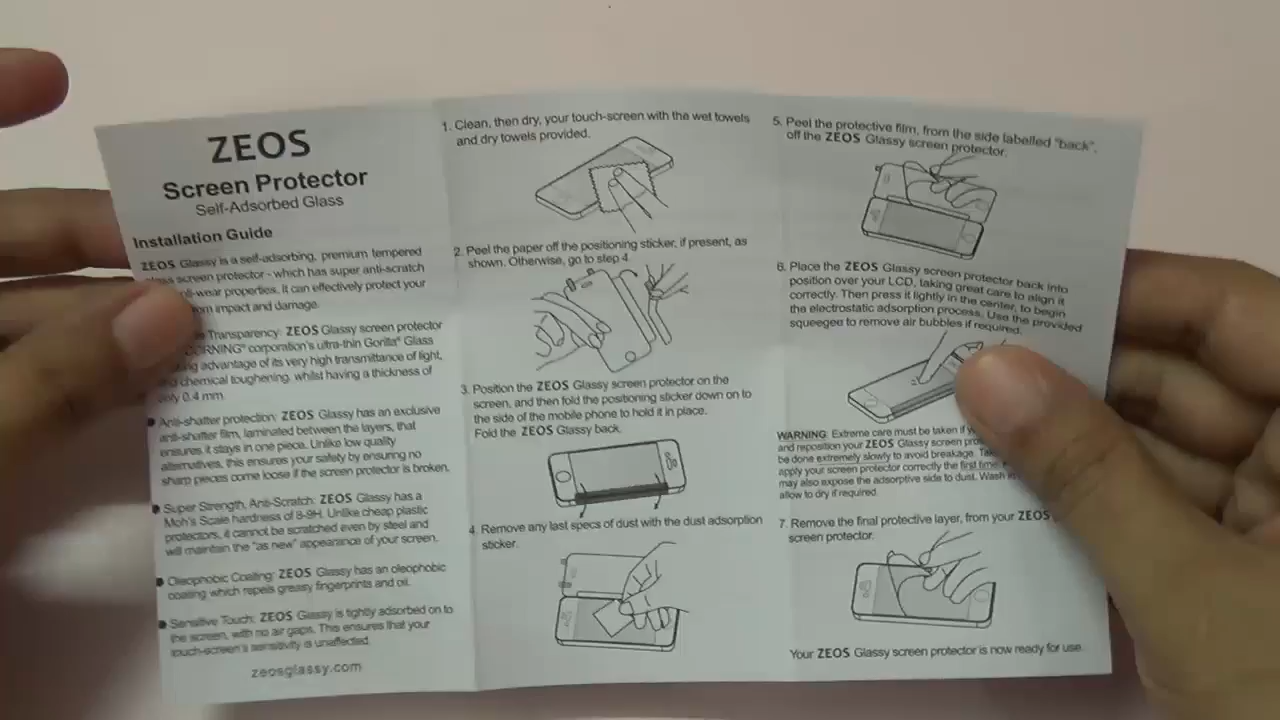 ZEOS
Screen Protector
Self-Adsorbed Glass
Installation Guide
ZEOS Glassy is a self-adsorbing, premium tempered
screen protector - which has super anti-scratch
-wear properties. It can effectively protect your
impact and damage.
Transparency: ZEOS Glassy screen protector
CORNING® corporation's ultra-thin Gorilla® Glass
advantage of its very high transmittance of light,
chemical toughening, whilst having a thickness of
only 0.4 mm.
Anti-shatter protection: ZEOS Glassy has an exclusive
anti-shatter film, laminated between the layers, that
ensures it stays in one piece. Unlike low quality
alternatives, this ensures your safety by ensuring no
sharp pieces come loose if the screen protector is broken.
Super Strength, Anti-Scratch: ZEOS Glassy has a
Moh's Scale hardness of 8-9H. Unlike cheap plastic
protectors, it cannot be scratched even by steel and
will maintain the "as new" appearance of your screen.
Oleophobic Coating: ZEOS Glassy has an oleophobic
coating which repels greasy fingerprints and oil.
Sensitive Touch: ZEOS Glassy is tightly adsorbed on to
the screen, with no air gaps. This ensures that your
touch-screen's sensitivity is unaffected.
zeosglassy.com
1. Clean, then dry, your touch-screen with the wet towels
and dry towels provided.
2. Peel the paper off the positioning sticker, if present, as
shown. Otherwise, go to step 4.
3. Position the ZEOS Glassy screen protector on the
screen, and then fold the positioning sticker down on to
the side of the mobile phone to hold it in place.
Fold the ZEOS Glassy back.
4. Remove any last specs of dust with the dust adsorption
sticker.
5. Peel the protective film, from the side labelled "back",
off the ZEOS Glassy screen protector.
6. Place the ZEOS Glassy screen protector back into
position over your LCD, taking great care to align it
correctly. Then press it lightly in the center, to begin
the electrostatic adsorption process. Use the provided
squeegee to remove air bubbles if required.
WARNING: Extreme care must be taken if
and reposition your ZEOS Glassy screen
be done extremely slowly to avoid breakage.
apply your screen protector correctly the first time,
may also expose the adsorptive side to dust. Wash
allow to dry if required.
7. Remove the final protective layer, from your ZEOS
screen protector.
Your ZEOS Glassy screen protector is now ready for use.